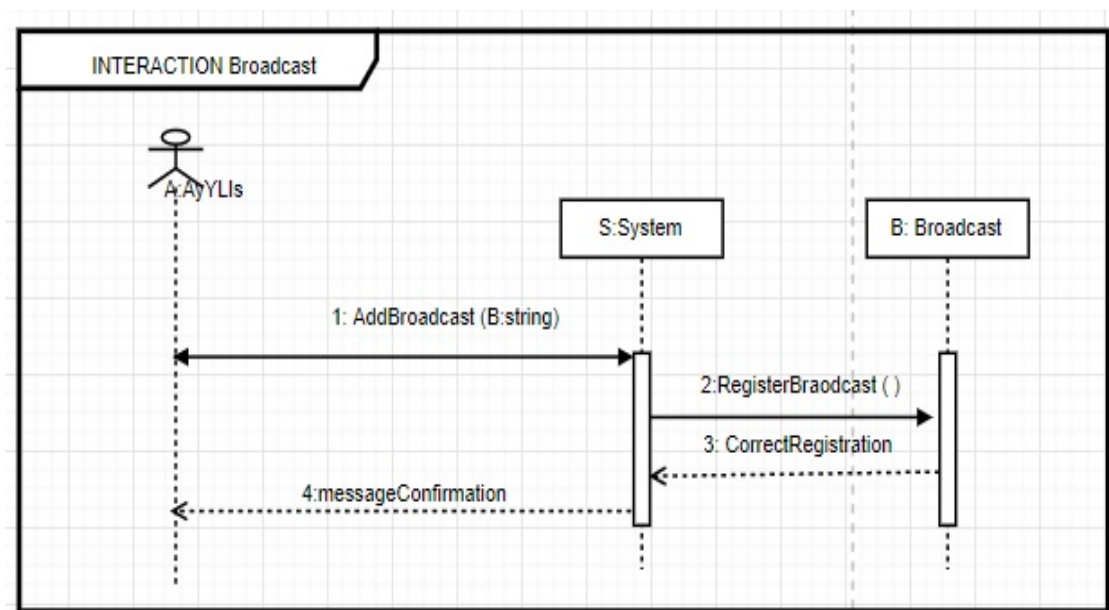 INTERACTION Broadcast
A:AyYLIs
S:System
B: Broadcast
1: AddBroadcast (B:string)
2:RegisterBraodcast ( )
3: CorrectRegistration
4:messageConfirmation